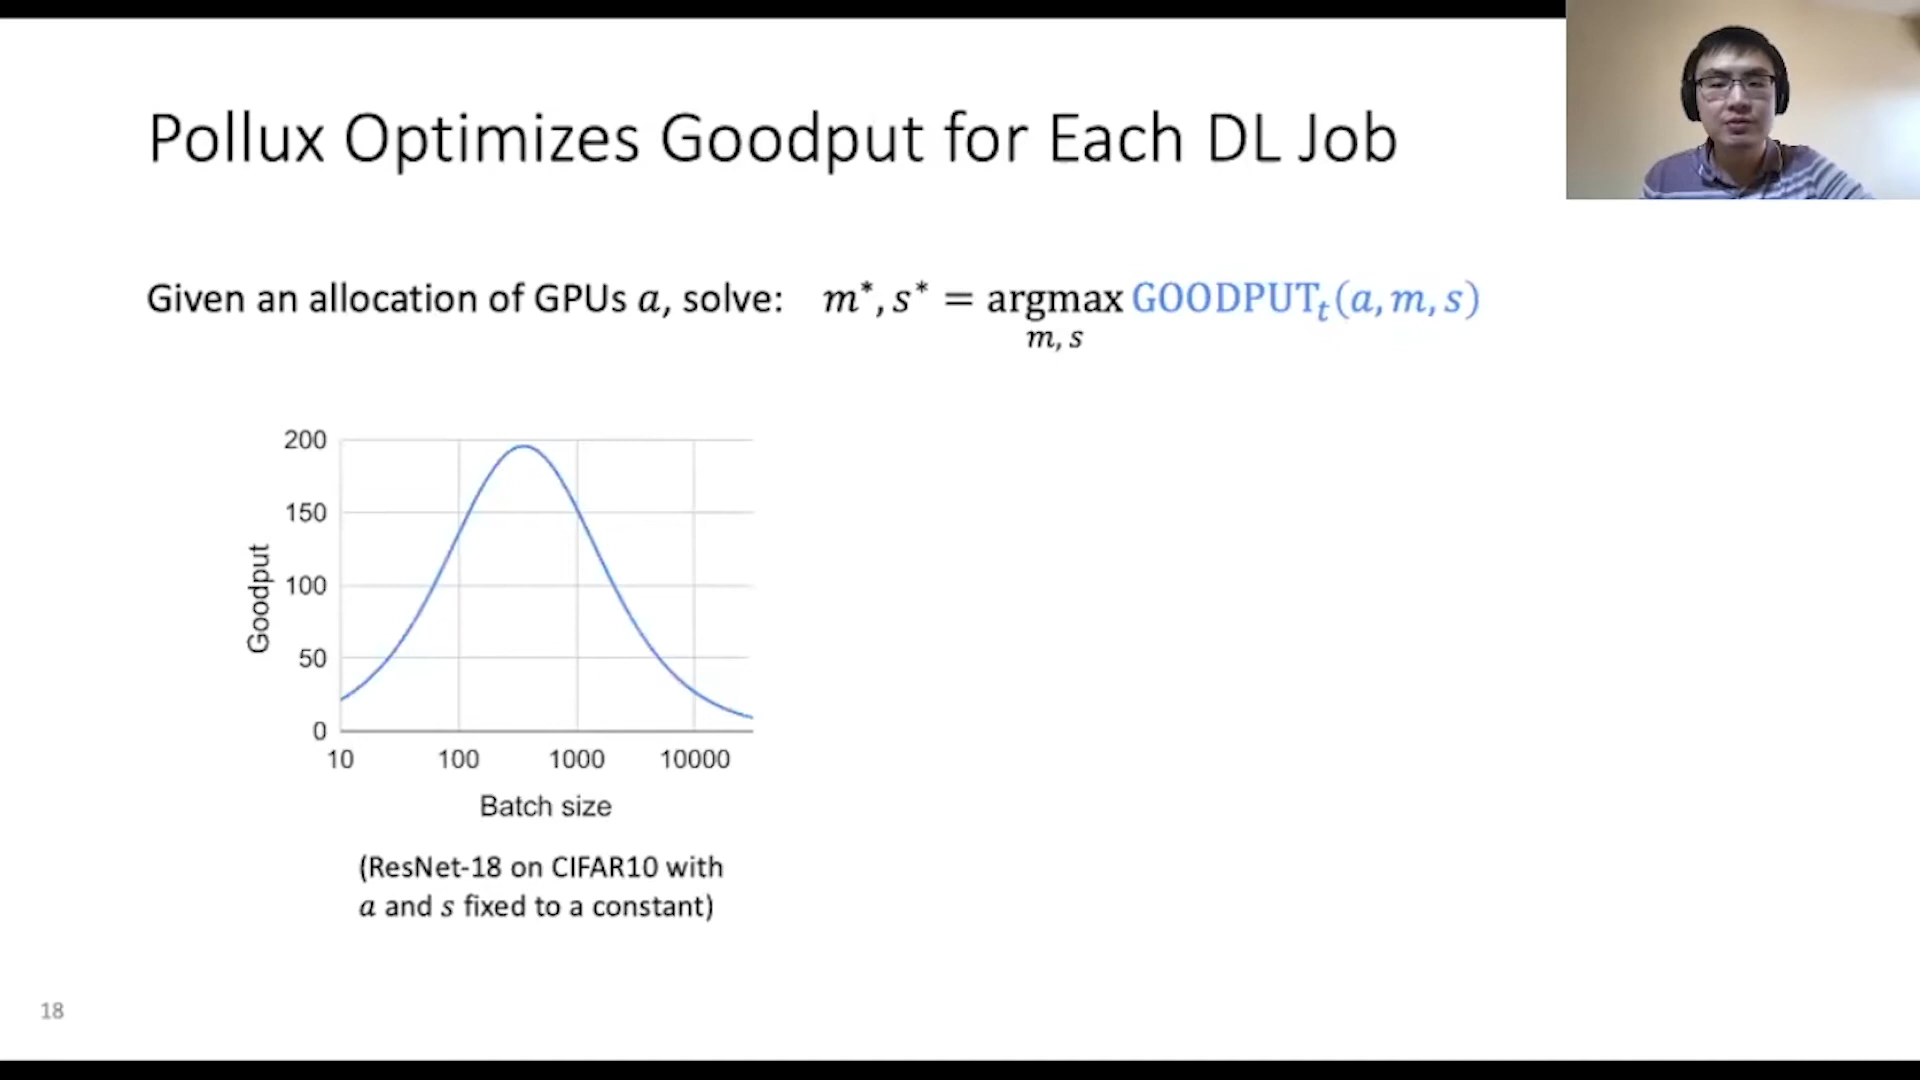 Pollux Optimizes Goodput for Each DL Job
Given an allocation of GPUs a, solve: m*, s* = argmax GOODPUTt(a, m, s)
m, s
200
150
100
50
0
Goodput
10 100 1000 10000
Batch size
(ResNet-18 on CIFAR10 with
a and s fixed to a constant)
18